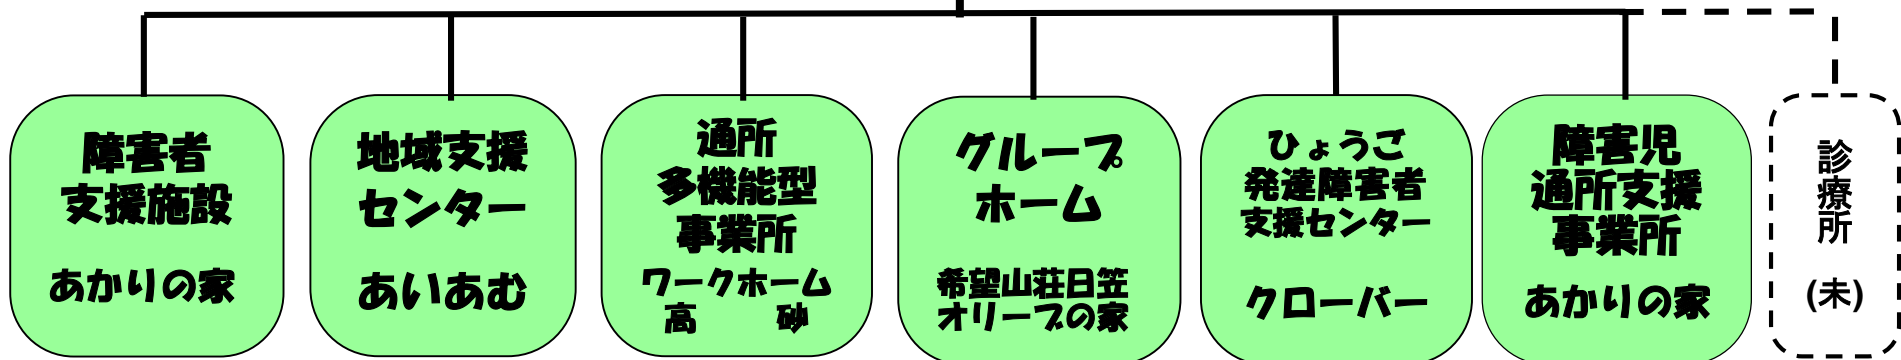 障害者
支援施設
あかりの家
地域支援
センター
あいあむ
通所
多機能型
事業所
ワークホーム
高　　砂
グループ
ホーム
希望山荘日笠
オリーブの家
ひょうご
発達障害者
支援センター
クローバー
障害児
通所支援
事業所
あかりの家
診療所
(未)